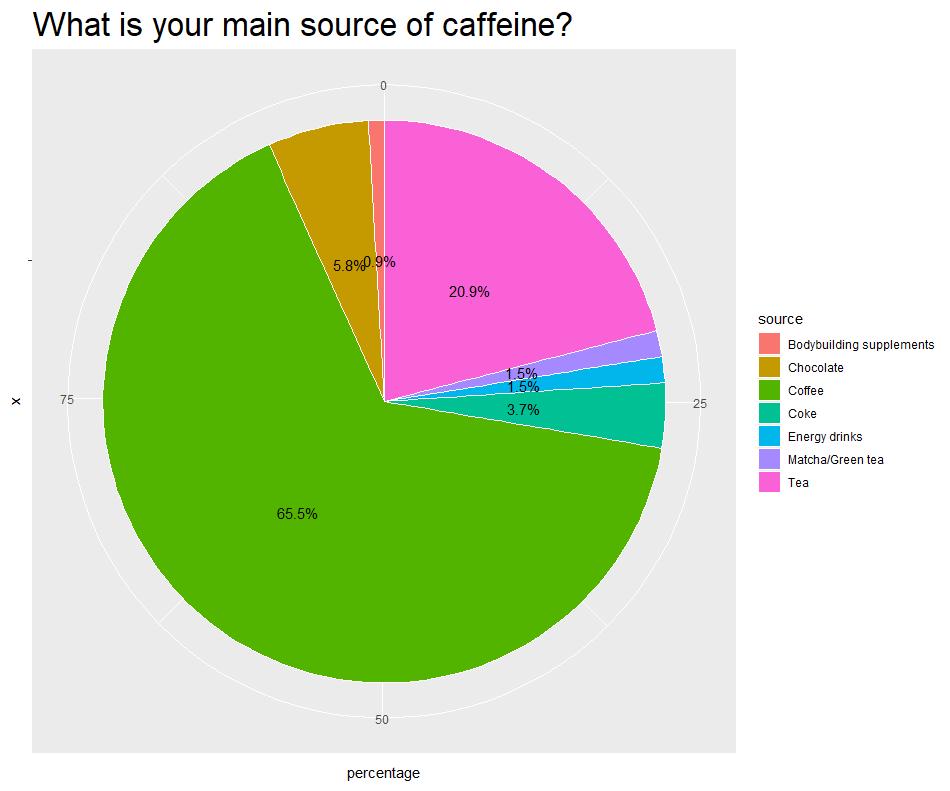 What is your main source of caffeine?
0
5.8%
0.9%
20.9%
1.5%
1.5%
3.7%
75
25
x
65.5%
50
percentage
source
Bodybuilding supplements
Chocolate
Coffee
Coke
Energy drinks
Matcha/Green tea
Tea